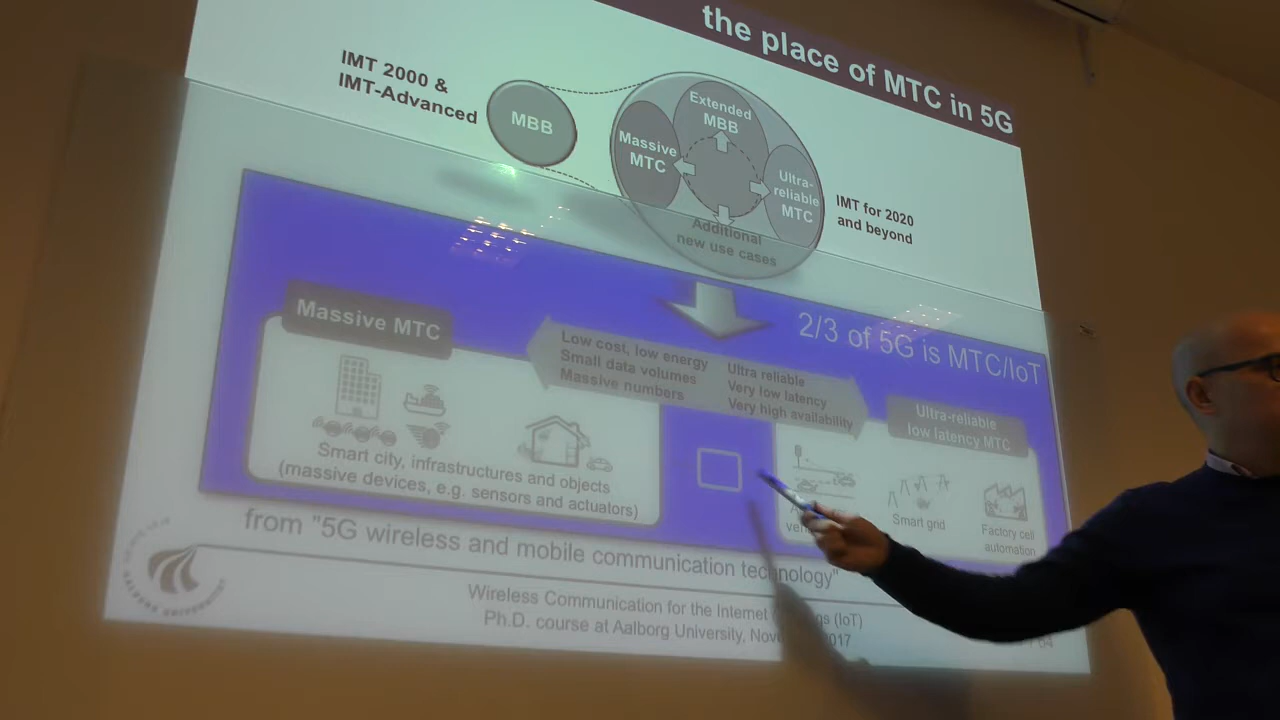 the place of MTC in 5G
IMT 2000 &
IMT-Advanced
MBB
Extended
MBB
Massive
MTC
Ultra-
reliable
MTC
IMT for 2020
and beyond
Additional
new use cases
2/3 of 5G is MTC/IoT
Massive MTC
Low cost, low energy
Small data volumes
Massive numbers
Ultra reliable
Very low latency
Very high availability
Ultra-reliable
low latency MTC
Smart city, infrastructures and objects
(massive devices, e.g. sensors and actuators)
Smart grid
Factory cell
automation
from "5G wireless and mobile communication technology"
Wireless Communication for the Internet (IoT)
Ph.D. course at Aalborg University, 2017